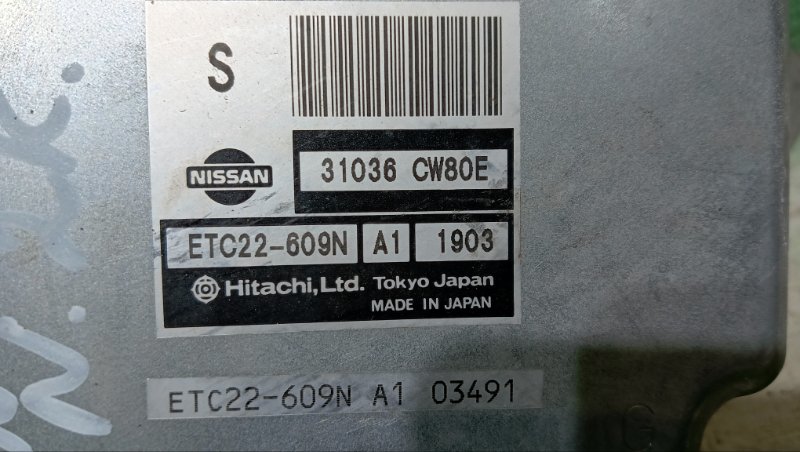 S
NISSAN
31036 CW80E
ETC22-609N A1 1903
Hitachi,Ltd. Tokyo Japan
MADE IN JAPAN
ETC22-609N A1 03491